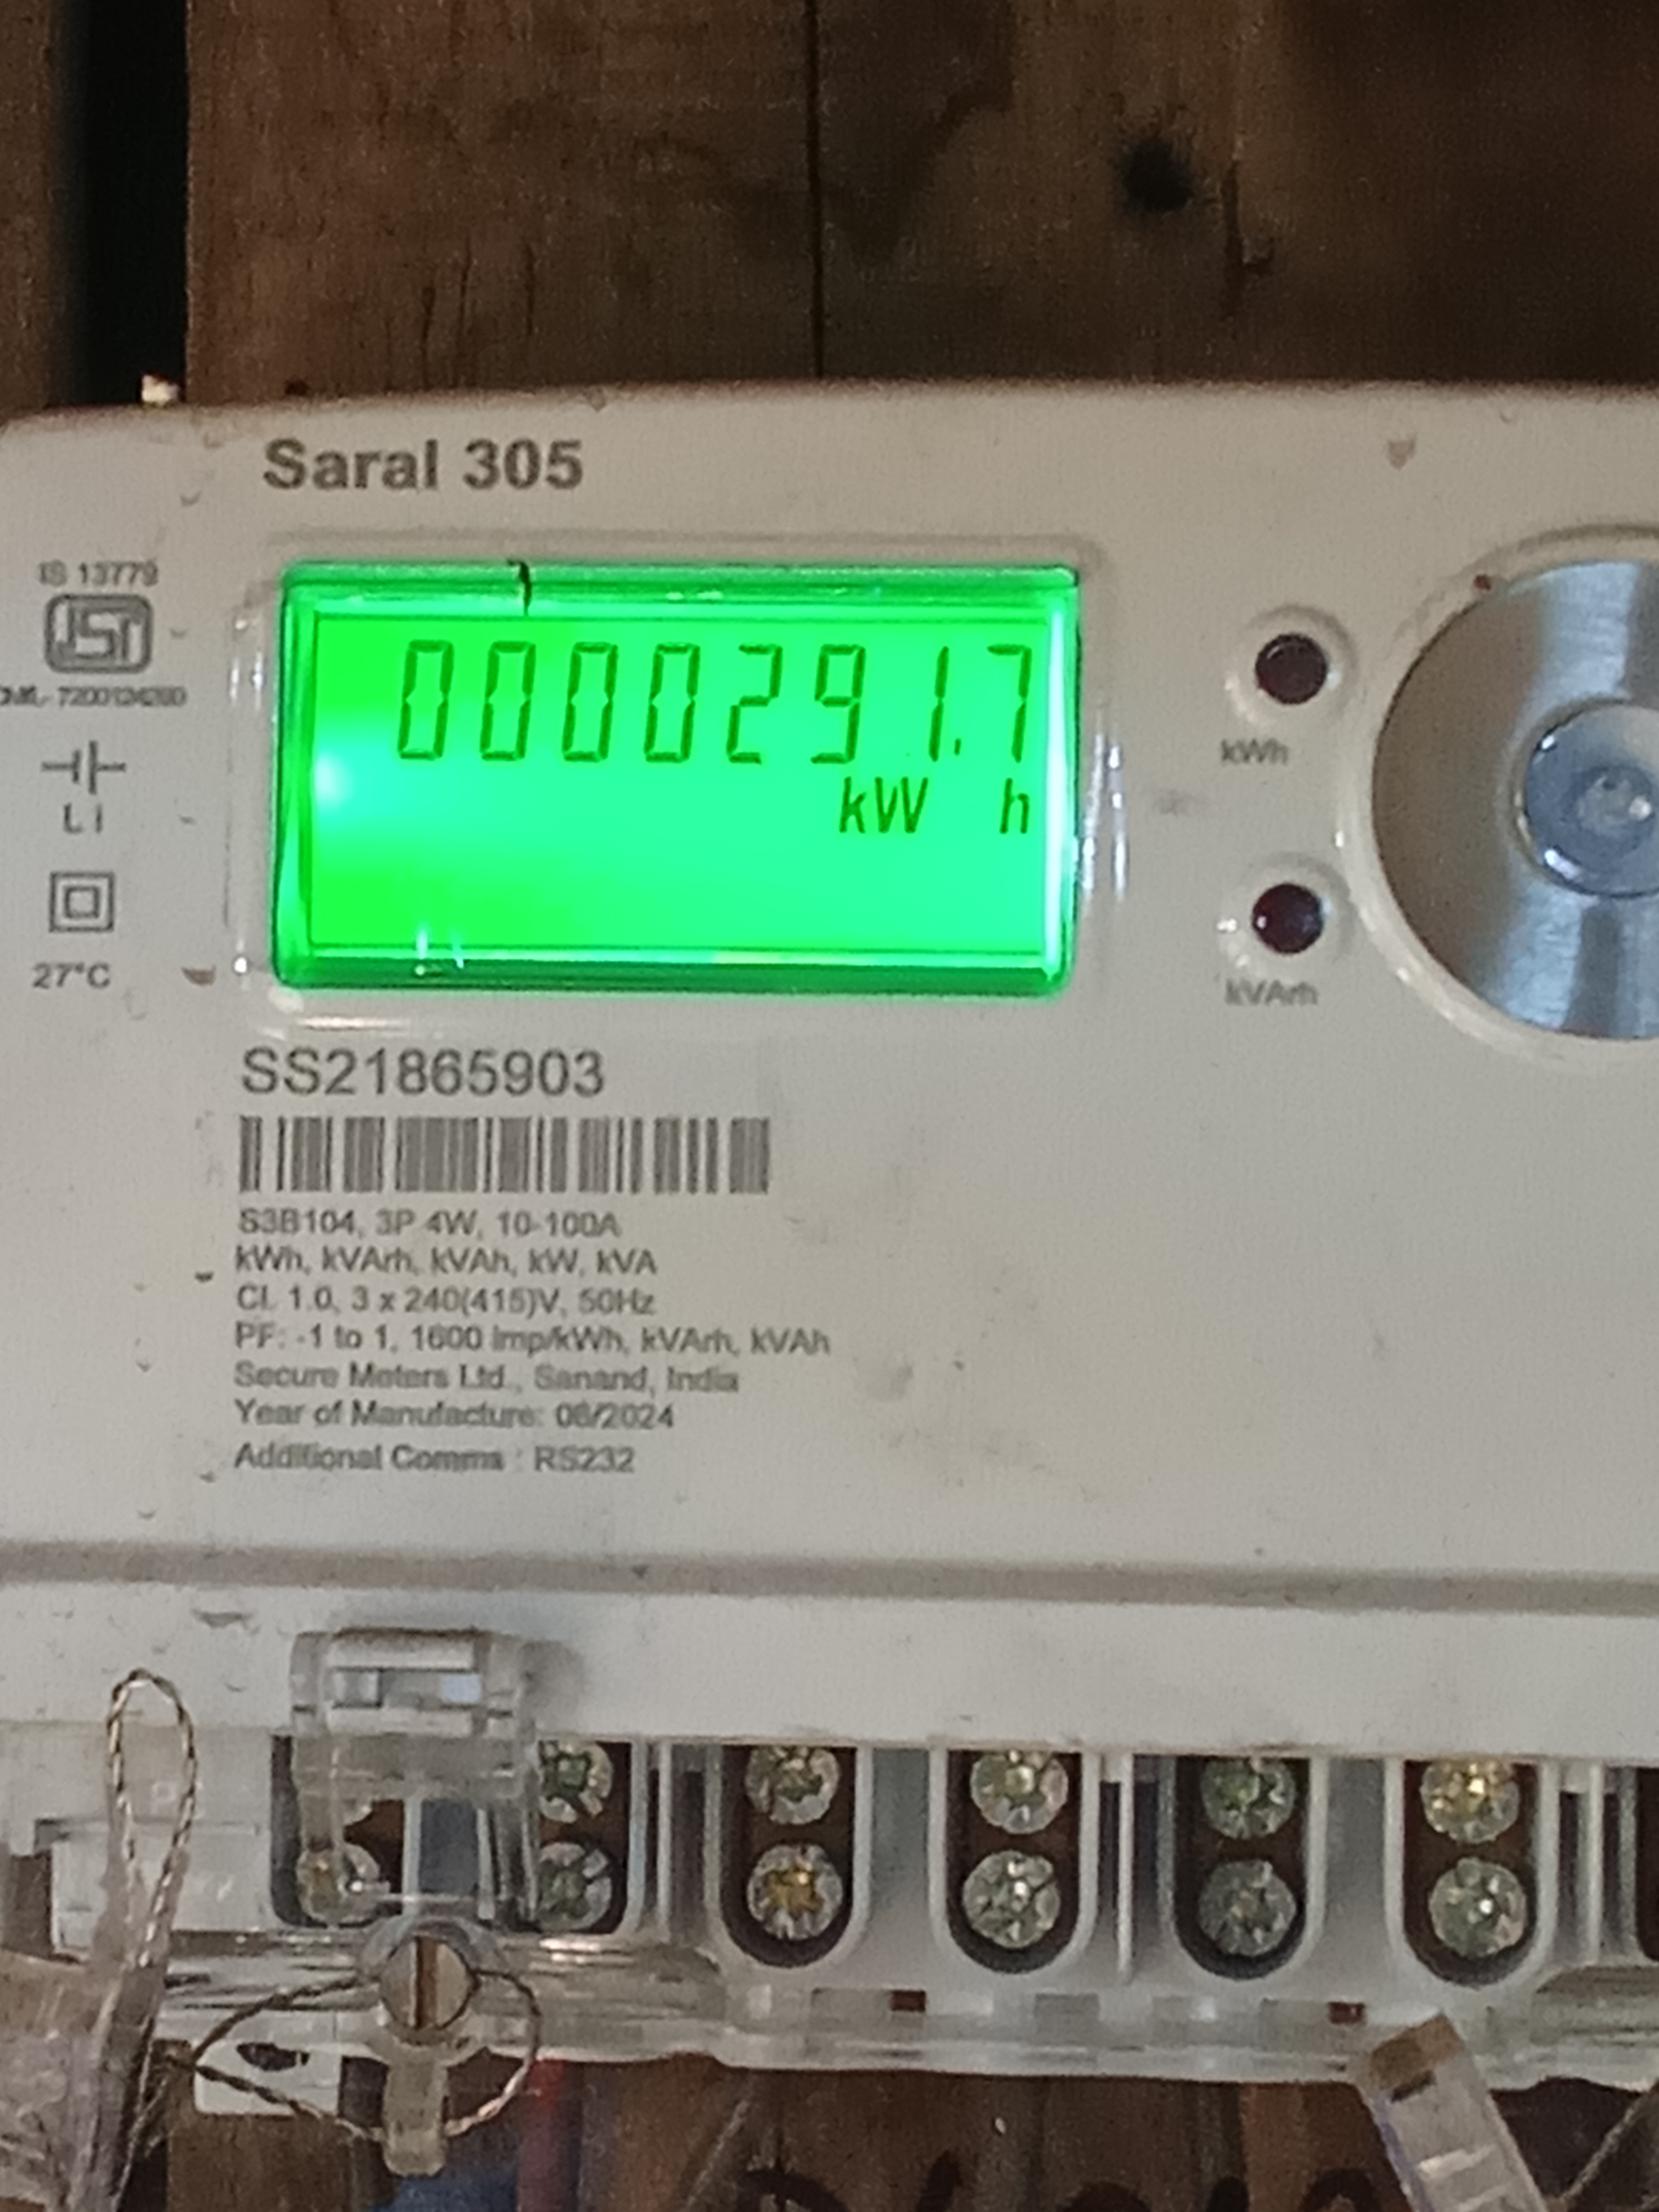 Saral 305
IS 13779
ISI
27°C
Li
0000291.7
kW h
kWh
kVArh
SS21865903
S3B104, 3P 4W, 10-100A
kWh, kVArh, kVAh, kW, kVA
Cl. 1.0, 3 x 240(415)V, 50Hz
PF: -1 to 1, 1600 imp/kWh, kVArh, kVAh
Secure Meters Ltd., Sanand, India
Year of Manufacture: 06/2024
Additional Comms : RS232